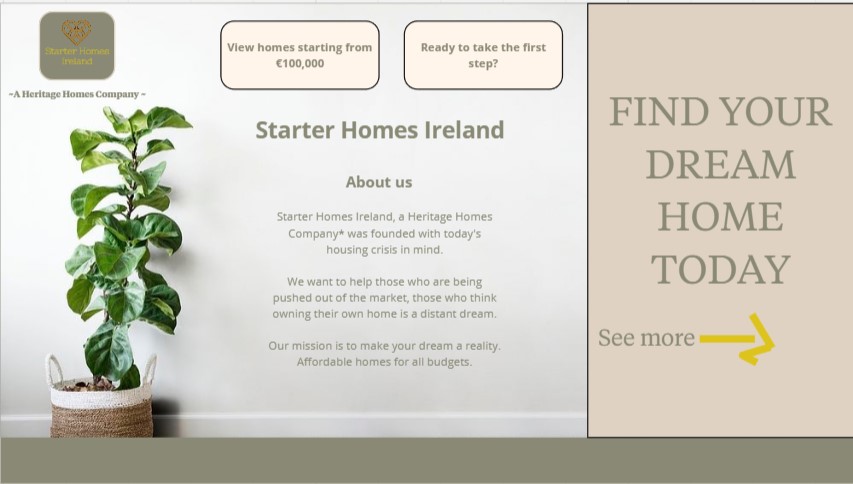 Starter Homes
Ireland
~A Heritage Homes Company ~
View homes starting from
€100,000
Ready to take the first
step?
Starter Homes Ireland
About us
Starter Homes Ireland, a Heritage Homes
Company* was founded with today's
housing crisis in mind.
We want to help those who are being
pushed out of the market, those who think
owning their own home is a distant dream.
Our mission is to make your dream a reality.
Affordable homes for all budgets.
FIND YOUR
DREAM
HOME
TODAY
See more